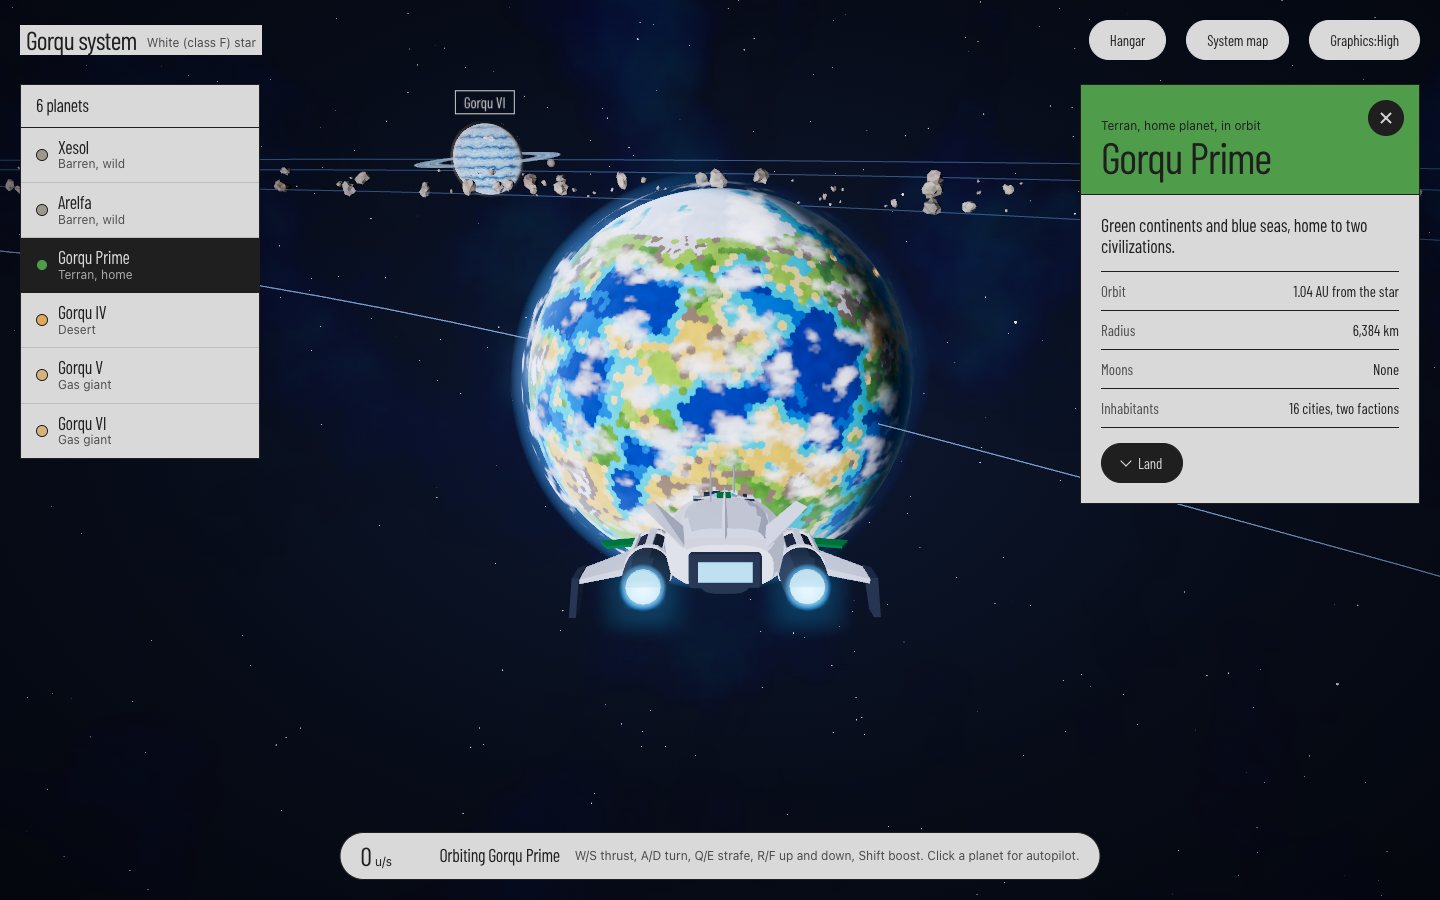 Gorqu system White (class F) star
Hangar
System map
Graphics:High
6 planets
Xesol
Barren, wild
Arelfa
Barren, wild
Gorqu Prime
Terran, home
Gorqu IV
Desert
Gorqu V
Gas giant
Gorqu VI
Gas giant
Gorqu VI
Terran, home planet, in orbit
Gorqu Prime
Green continents and blue seas, home to two
civilizations.
Orbit 1.04 AU from the star
Radius 6,384 km
Moons None
Inhabitants 16 cities, two factions
Land
0 u/s Orbiting Gorqu Prime W/S thrust, A/D turn, Q/E strafe, R/F up and down, Shift boost. Click a planet for autopilot.